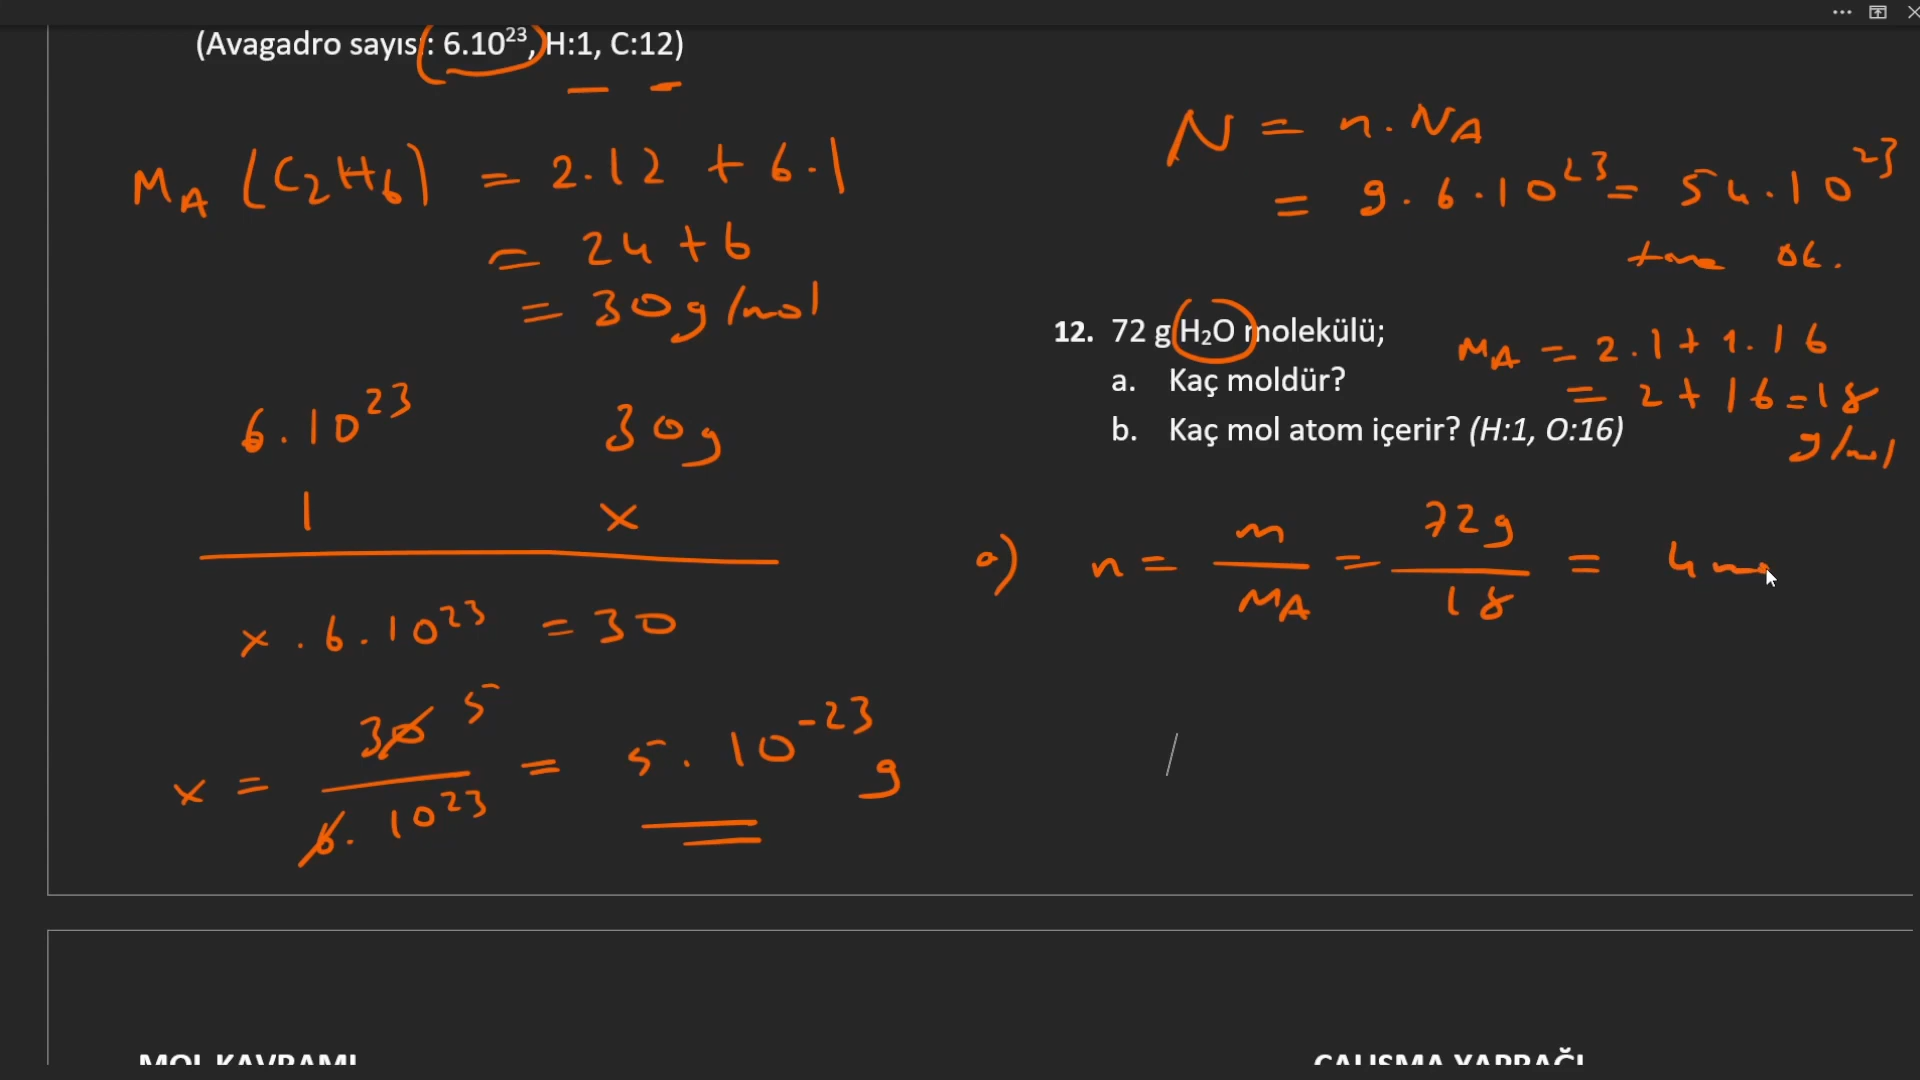 (Avagadro sayısı: 6.10²³, H:1, C:12)
MA (C₂H₆) = 2.12 + 6.1
= 24 + 6
= 30 g/mol
6.10²³ 30 g
1 x
x . 6.10²³ = 30
x = 30 5 / 6. 10²³ = 5. 10⁻²³ g
N = n. NA
= 9. 6.10²³ = 54.10²³
tane
12. 72 g H₂O molekülü;
MA = 2.1 + 1.16
a. Kaç moldür?
= 2 + 16 = 18
b. Kaç mol atom içerir? (H:1, O:16)
g/mol
a) n = m / MA = 72 g / 18 = 4 m
MOL KAVRAMI
ÇALIŞMA YAPRAĞI